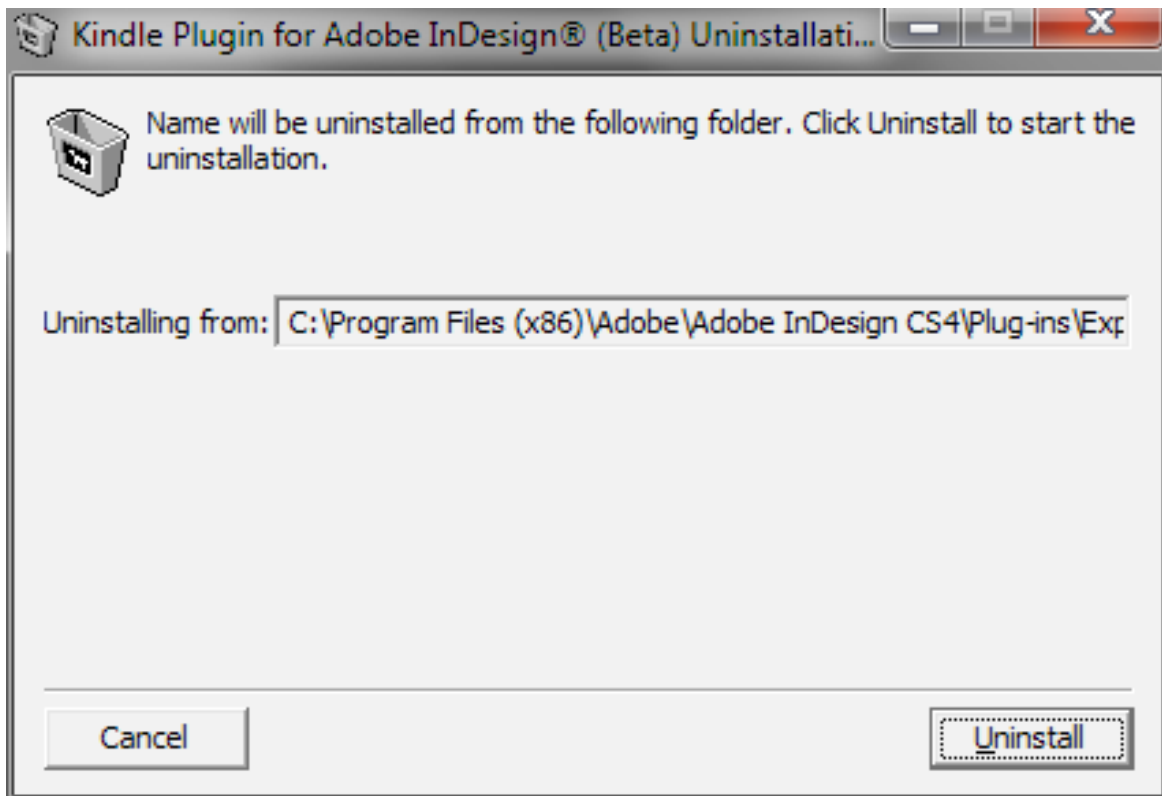 Kindle Plugin for Adobe InDesign® (Beta) Uninstallati...
Name will be uninstalled from the following folder. Click Uninstall to start the
uninstallation.
Uninstalling from: C:\Program Files (x86)\Adobe\Adobe InDesign CS4\Plug-ins\Exp
Cancel
Uninstall